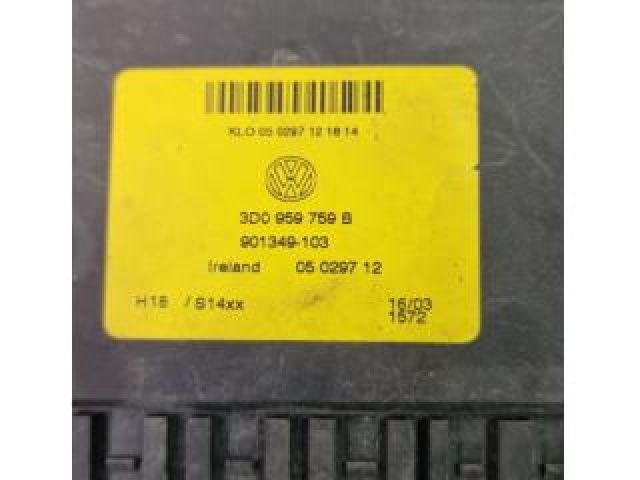 XLO 05 0297 12 18 14
3D0 959 759 B
901349-103
Ireland 05 0297 12
H16 / S14xx 16/03
1572